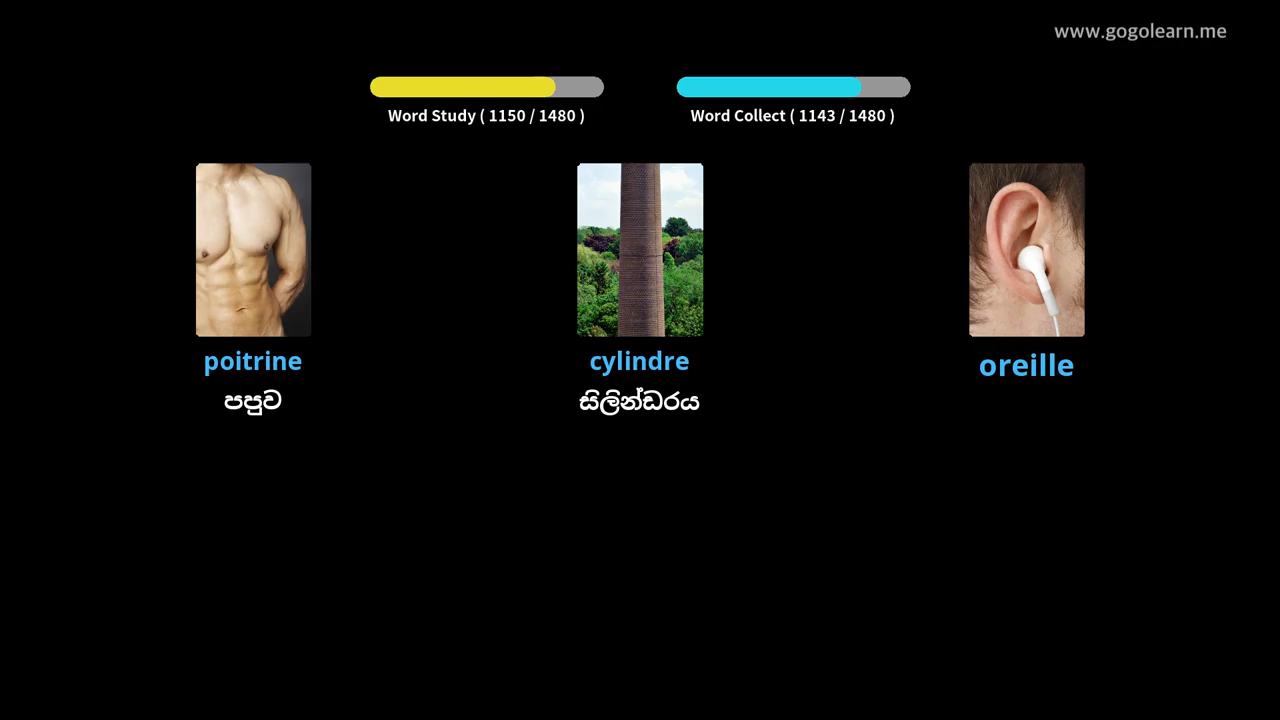 www.gogolearn.me
Word Study ( 1150 / 1480 )
Word Collect ( 1143 / 1480 )
poitrine
පපුව
cylindre
සිලින්ඩරය
oreille